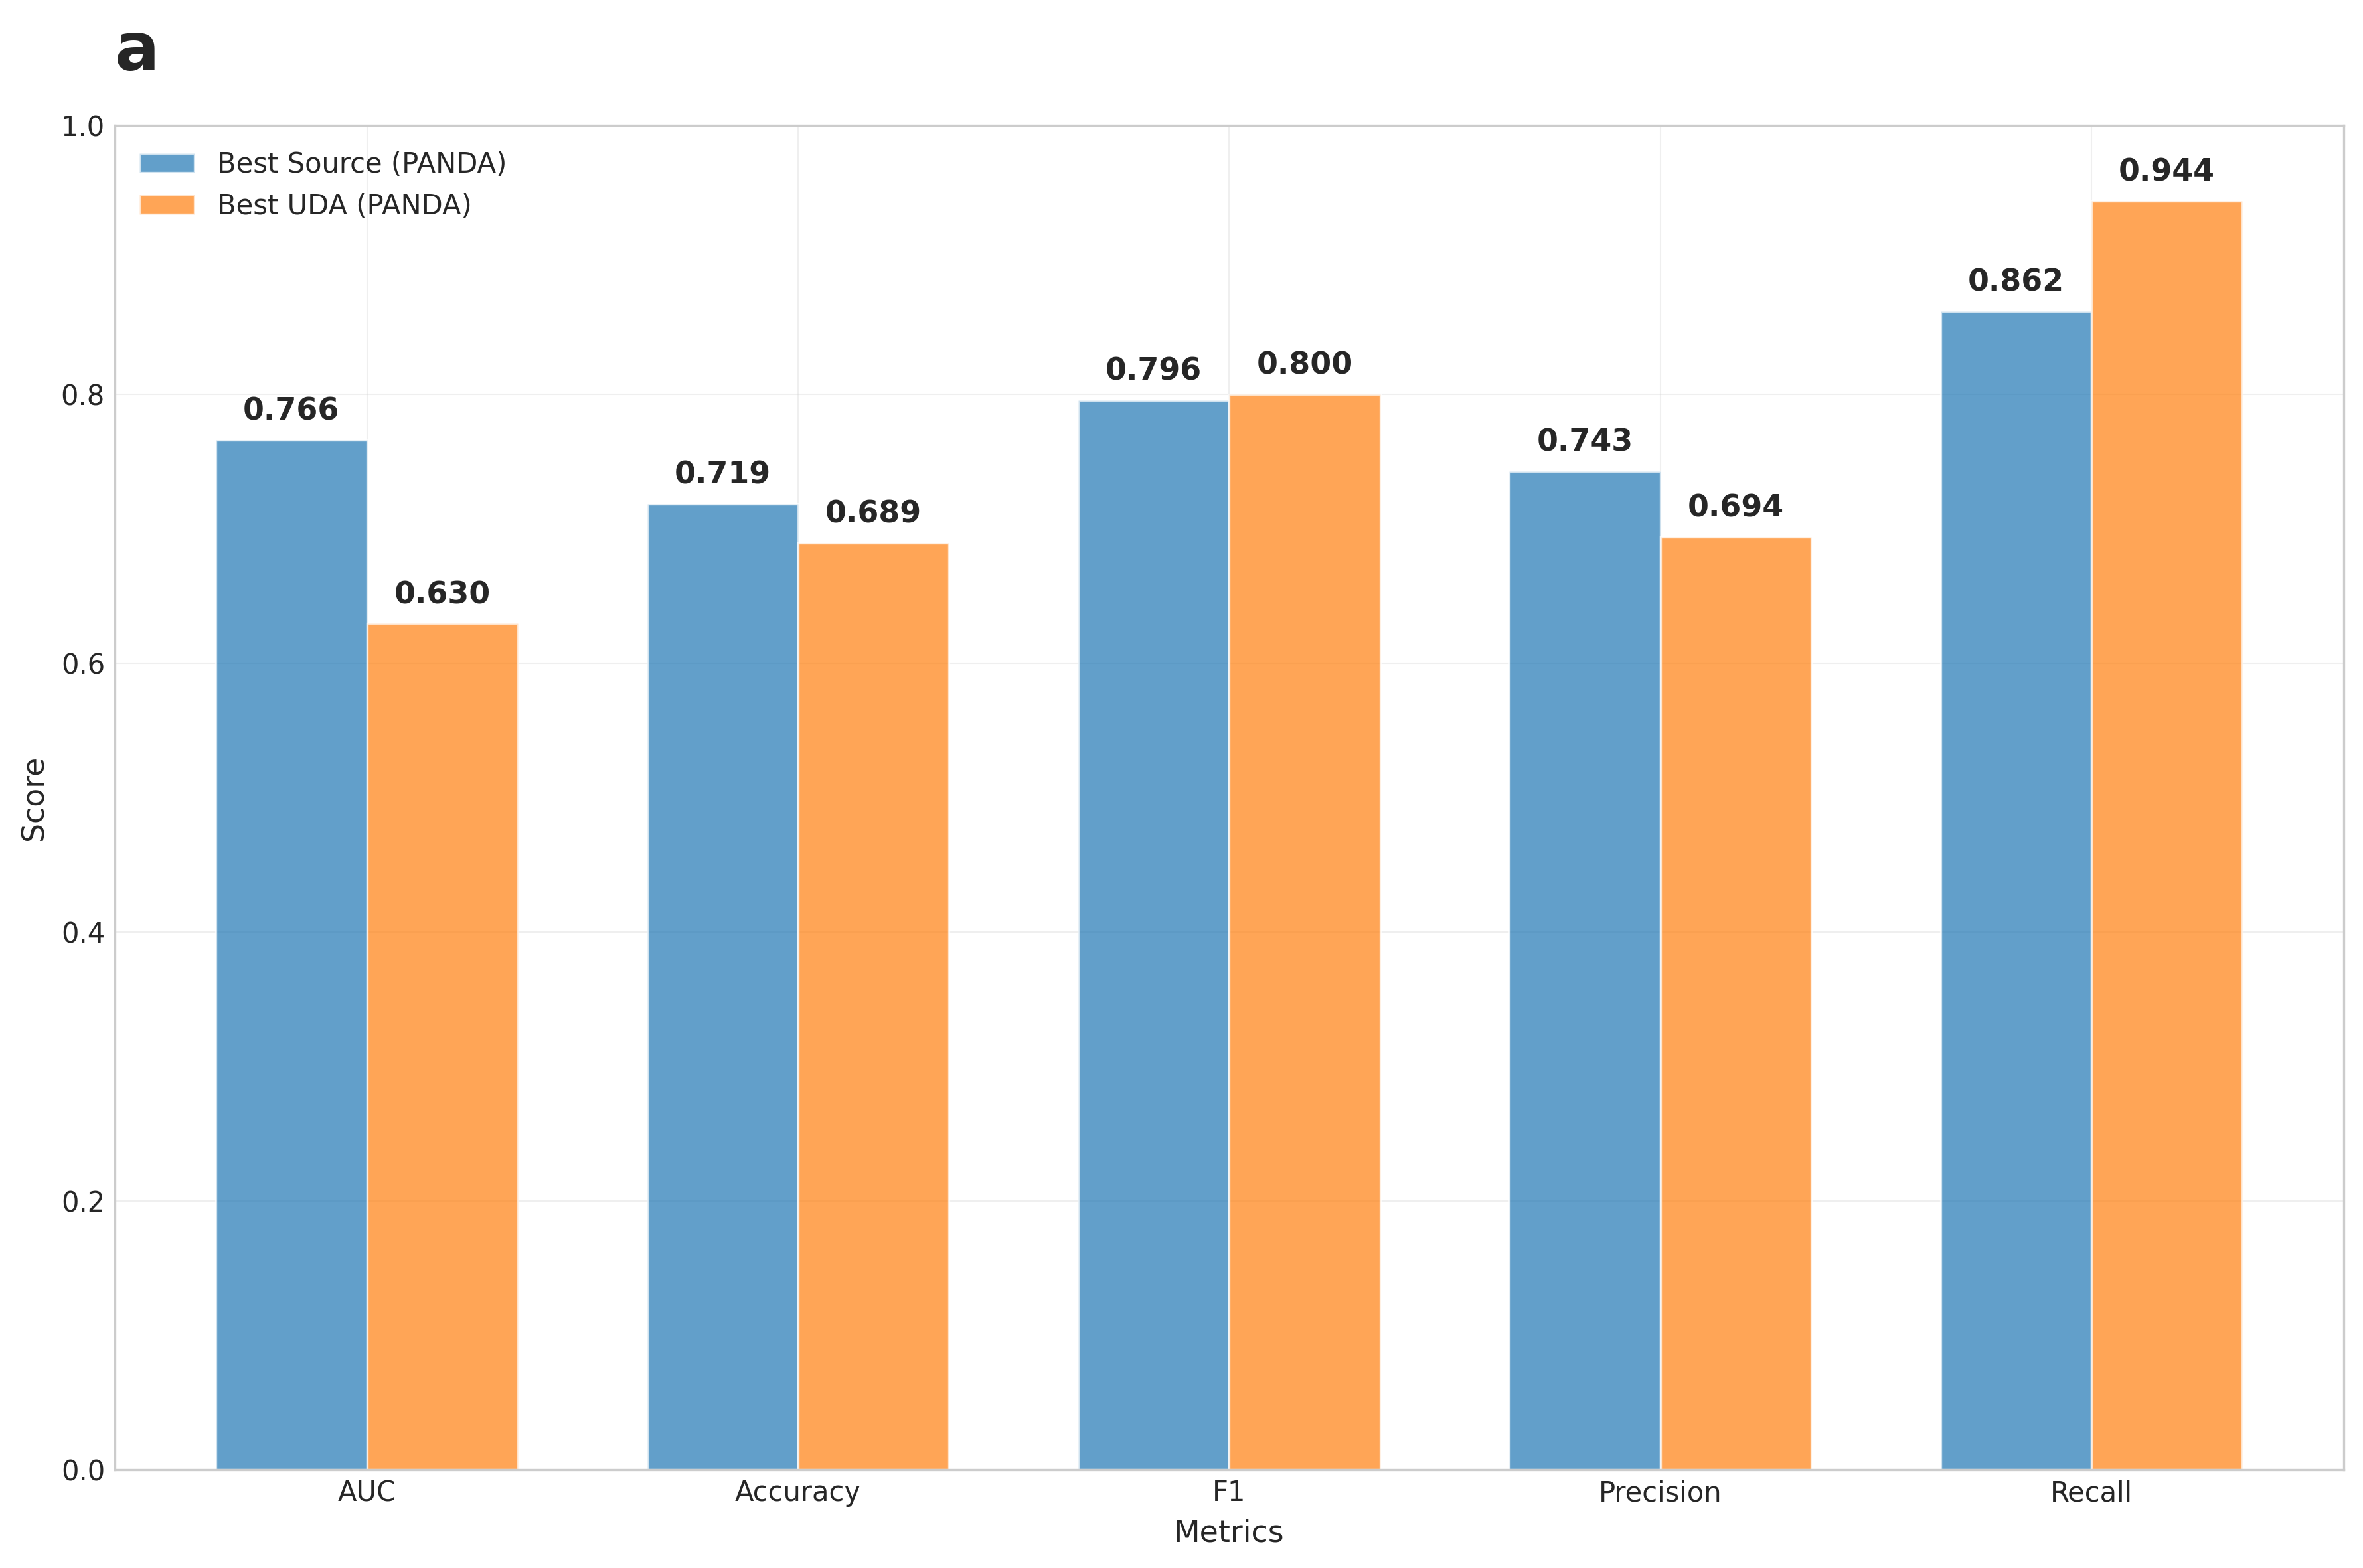 a
1.0
Best Source (PANDA)
Best UDA (PANDA)
0.944
0.862
0.796 0.800
0.8
0.766
0.743
0.719
0.694
0.689
0.630
0.6
Score
0.4
0.2
0.0
AUC Accuracy F1 Precision Recall
Metrics